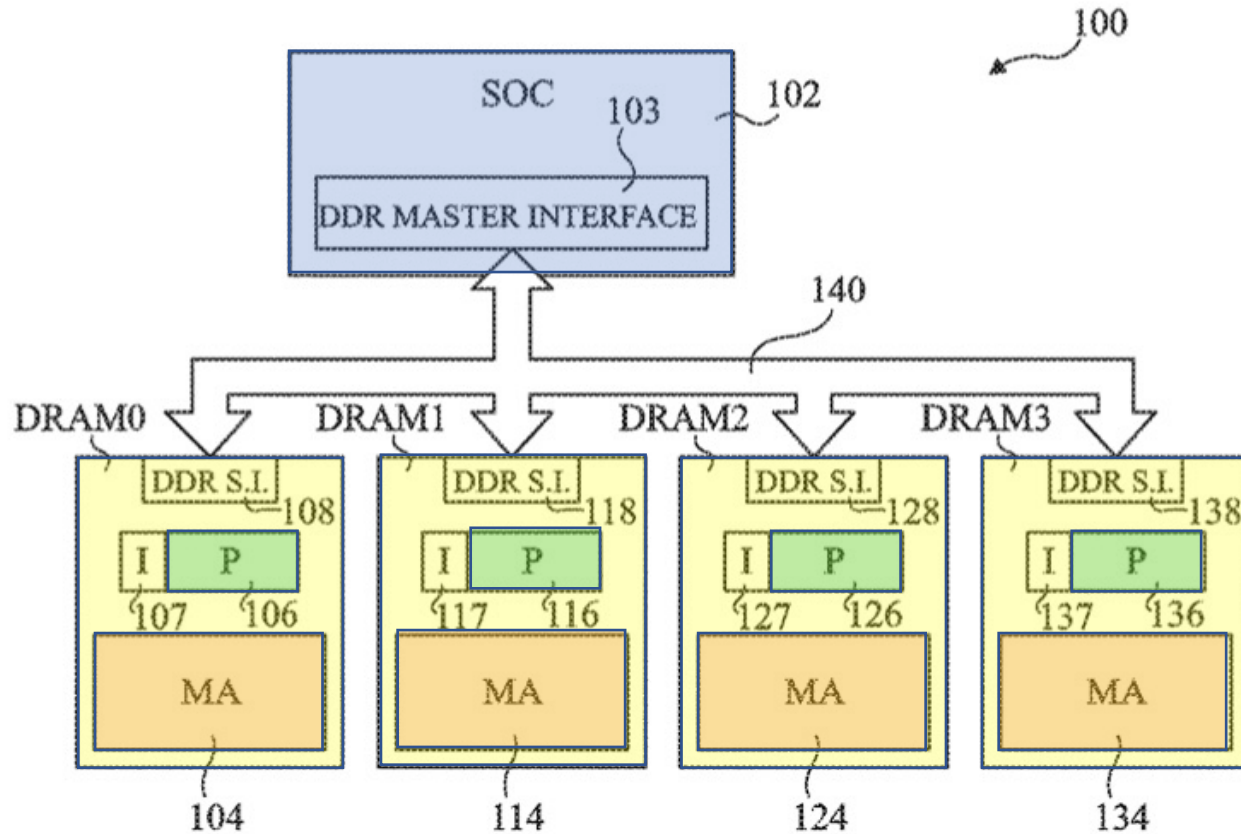 100
SOC
102
103
DDR MASTER INTERFACE
140
DRAM0 DRAM1 DRAM2 DRAM3
DDR S.I. DDR S.I. DDR S.I. DDR S.I.
108 118 128 138
I P I P I P I P
107 106 117 116 127 126 137 136
MA MA MA MA
104 114 124 134